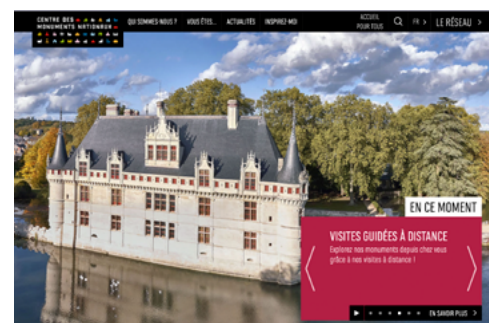 CENTRE DES
MONUMENTS NATIONAUX
QUI SOMMES-NOUS ?
VOUS ÊTES...
ACTUALITÉS
INSPIREZ-MOI
ACCUEIL
POUR TOUS
FR >
LE RÉSEAU >
EN CE MOMENT
VISITES GUIDÉES À DISTANCE
Explorez nos monuments depuis chez vous
grâce à nos visites à distance !
EN SAVOIR PLUS >